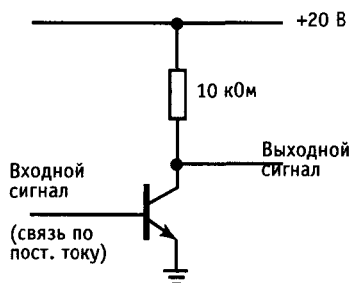 +20 В
10 кОм
Выходной
сигнал
Входной
сигнал
(связь по
пост. току)